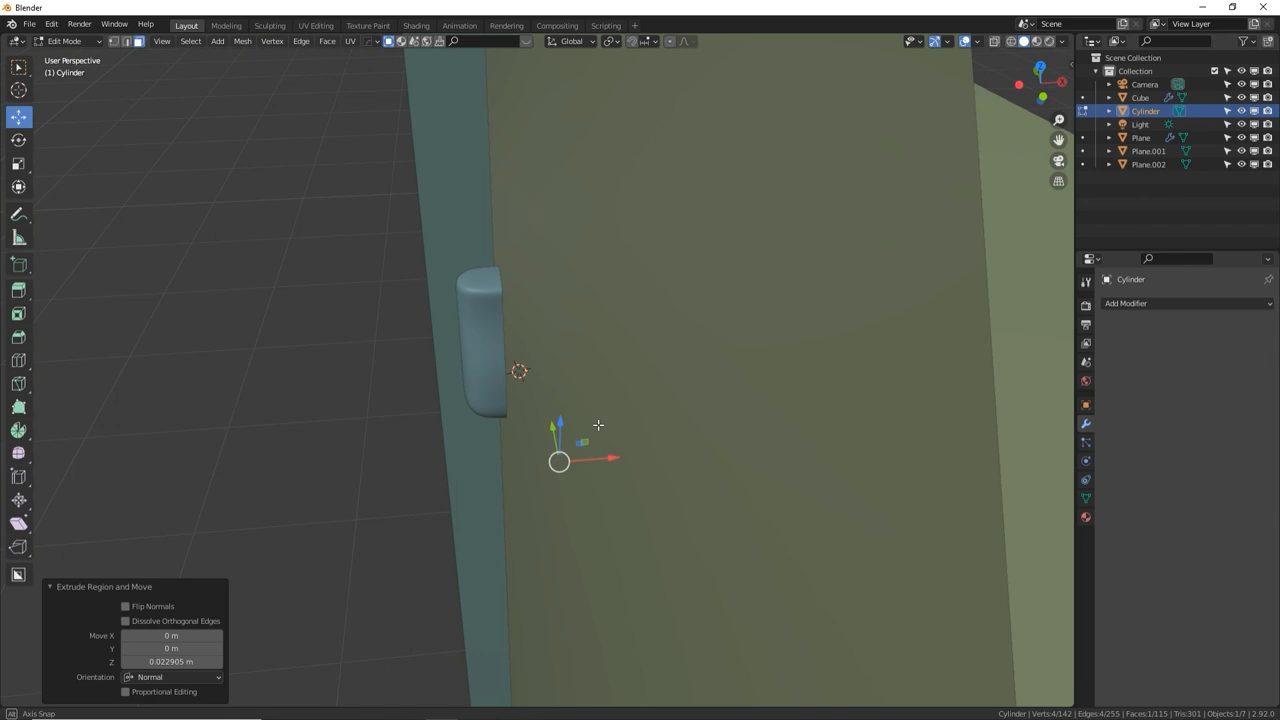 Blender
File Edit Render Window Help Layout Modeling Sculpting UV Editing Texture Paint Shading Animation Rendering Compositing Scripting + Scene View Layer
Edit Mode View Select Add Mesh Vertex Edge Face UV Global
User Perspective
(1) Cylinder
Scene Collection
Collection
Camera
Cube
Cylinder
Light
Plane
Plane.001
Plane.002
Cylinder
Add Modifier
Extrude Region and Move
Flip Normals
Dissolve Orthogonal Edges
Move X 0 m
Y 0 m
Z 0.022905 m
Orientation Normal
Proportional Editing
Alt Axis Snap
Cylinder | Verts:4/142 | Edges:4/255 | Faces:1/115 | Tris:301 | Objects:1/7 | 2.92.0